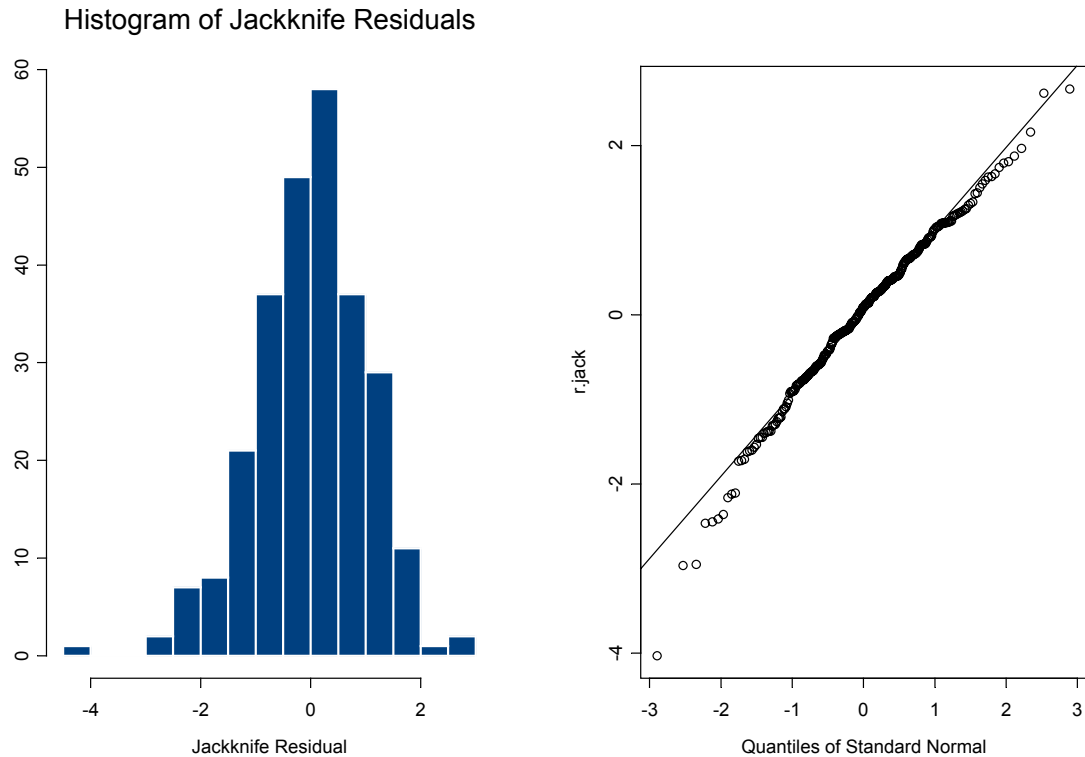 Histogram of Jackknife Residuals
60
50
40
30
20
10
0
-4 -2 0 2
Jackknife Residual
2
0
-2
-4
r.jack
-3 -2 -1 0 1 2 3
Quantiles of Standard Normal